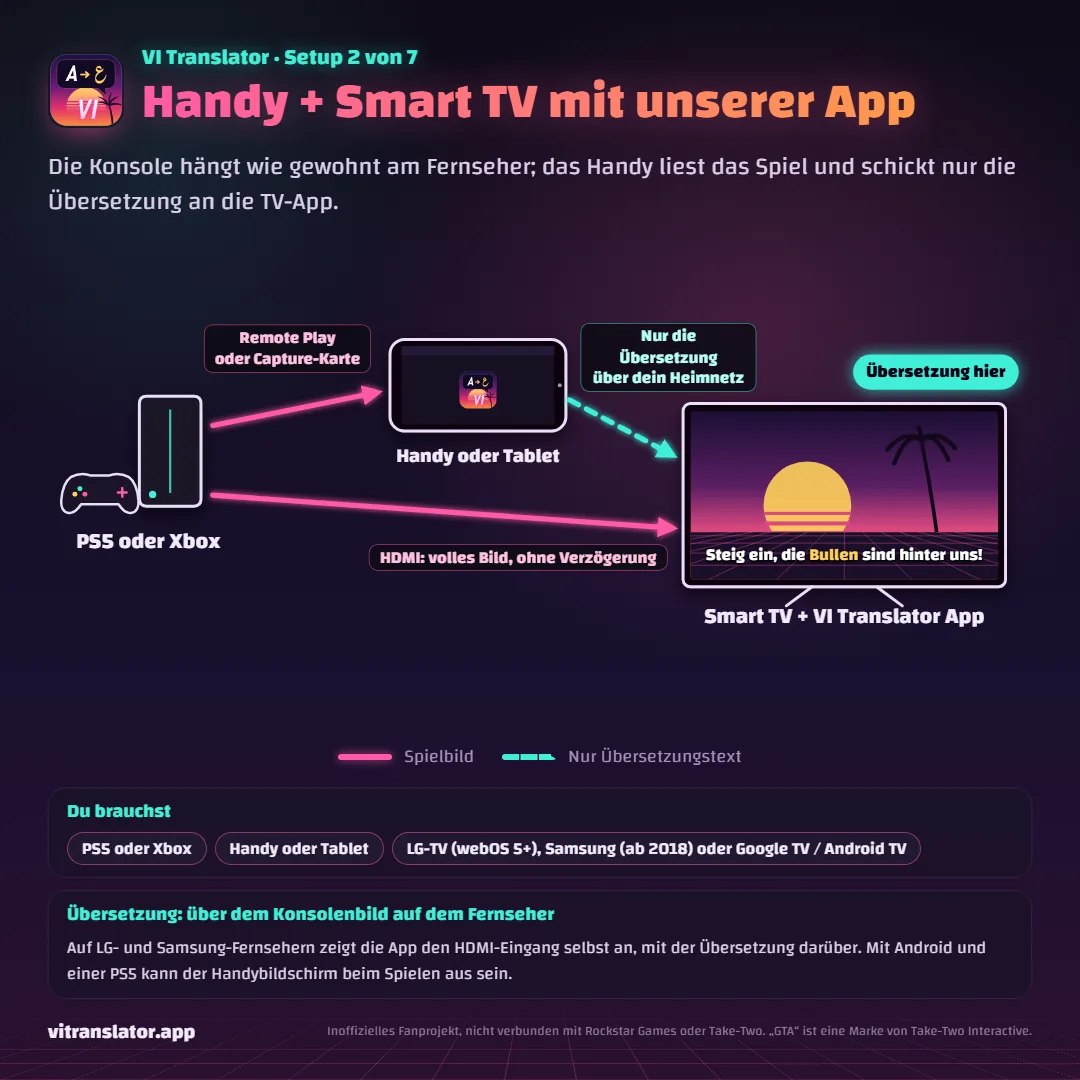 A→ع
VI
VI Translator · Setup 2 von 7
Handy + Smart TV mit unserer App
Die Konsole hängt wie gewohnt am Fernseher; das Handy liest das Spiel und schickt nur die
Übersetzung an die TV-App.
Remote Play
oder Capture-Karte
Nur die
Übersetzung
über dein Heimnetz
Übersetzung hier
A→ع
VI
Handy oder Tablet
PS5 oder Xbox
HDMI: volles Bild, ohne Verzögerung
Steig ein, die Bullen sind hinter uns!
Smart TV + VI Translator App
Spielbild
Nur Übersetzungstext
Du brauchst
PS5 oder Xbox
Handy oder Tablet
LG-TV (webOS 5+), Samsung (ab 2018) oder Google TV / Android TV
Übersetzung: über dem Konsolenbild auf dem Fernseher
Auf LG- und Samsung-Fernsehern zeigt die App den HDMI-Eingang selbst an, mit der Übersetzung darüber. Mit Android und
einer PS5 kann der Handybildschirm beim Spielen aus sein.
vitranslator.app
Inoffizielles Fanprojekt, nicht verbunden mit Rockstar Games oder Take-Two. „GTA“ ist eine Marke von Take-Two Interactive.